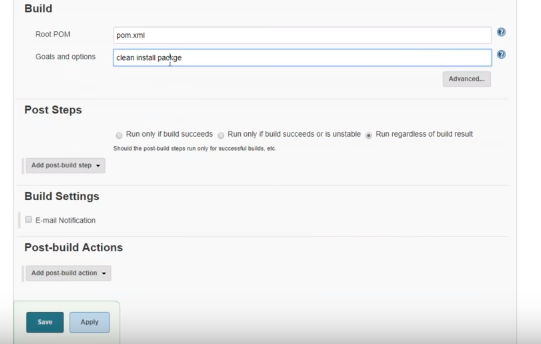 Build
Root POM
pom.xml
Goals and options
clean install packge
Advanced...
Post Steps
Run only if build succeeds Run only if build succeeds or is unstable Run regardless of build result
Should the post-build steps run only for successful builds, etc.
Add post-build step
Build Settings
E-mail Notification
Post-build Actions
Add post-build action
Save Apply